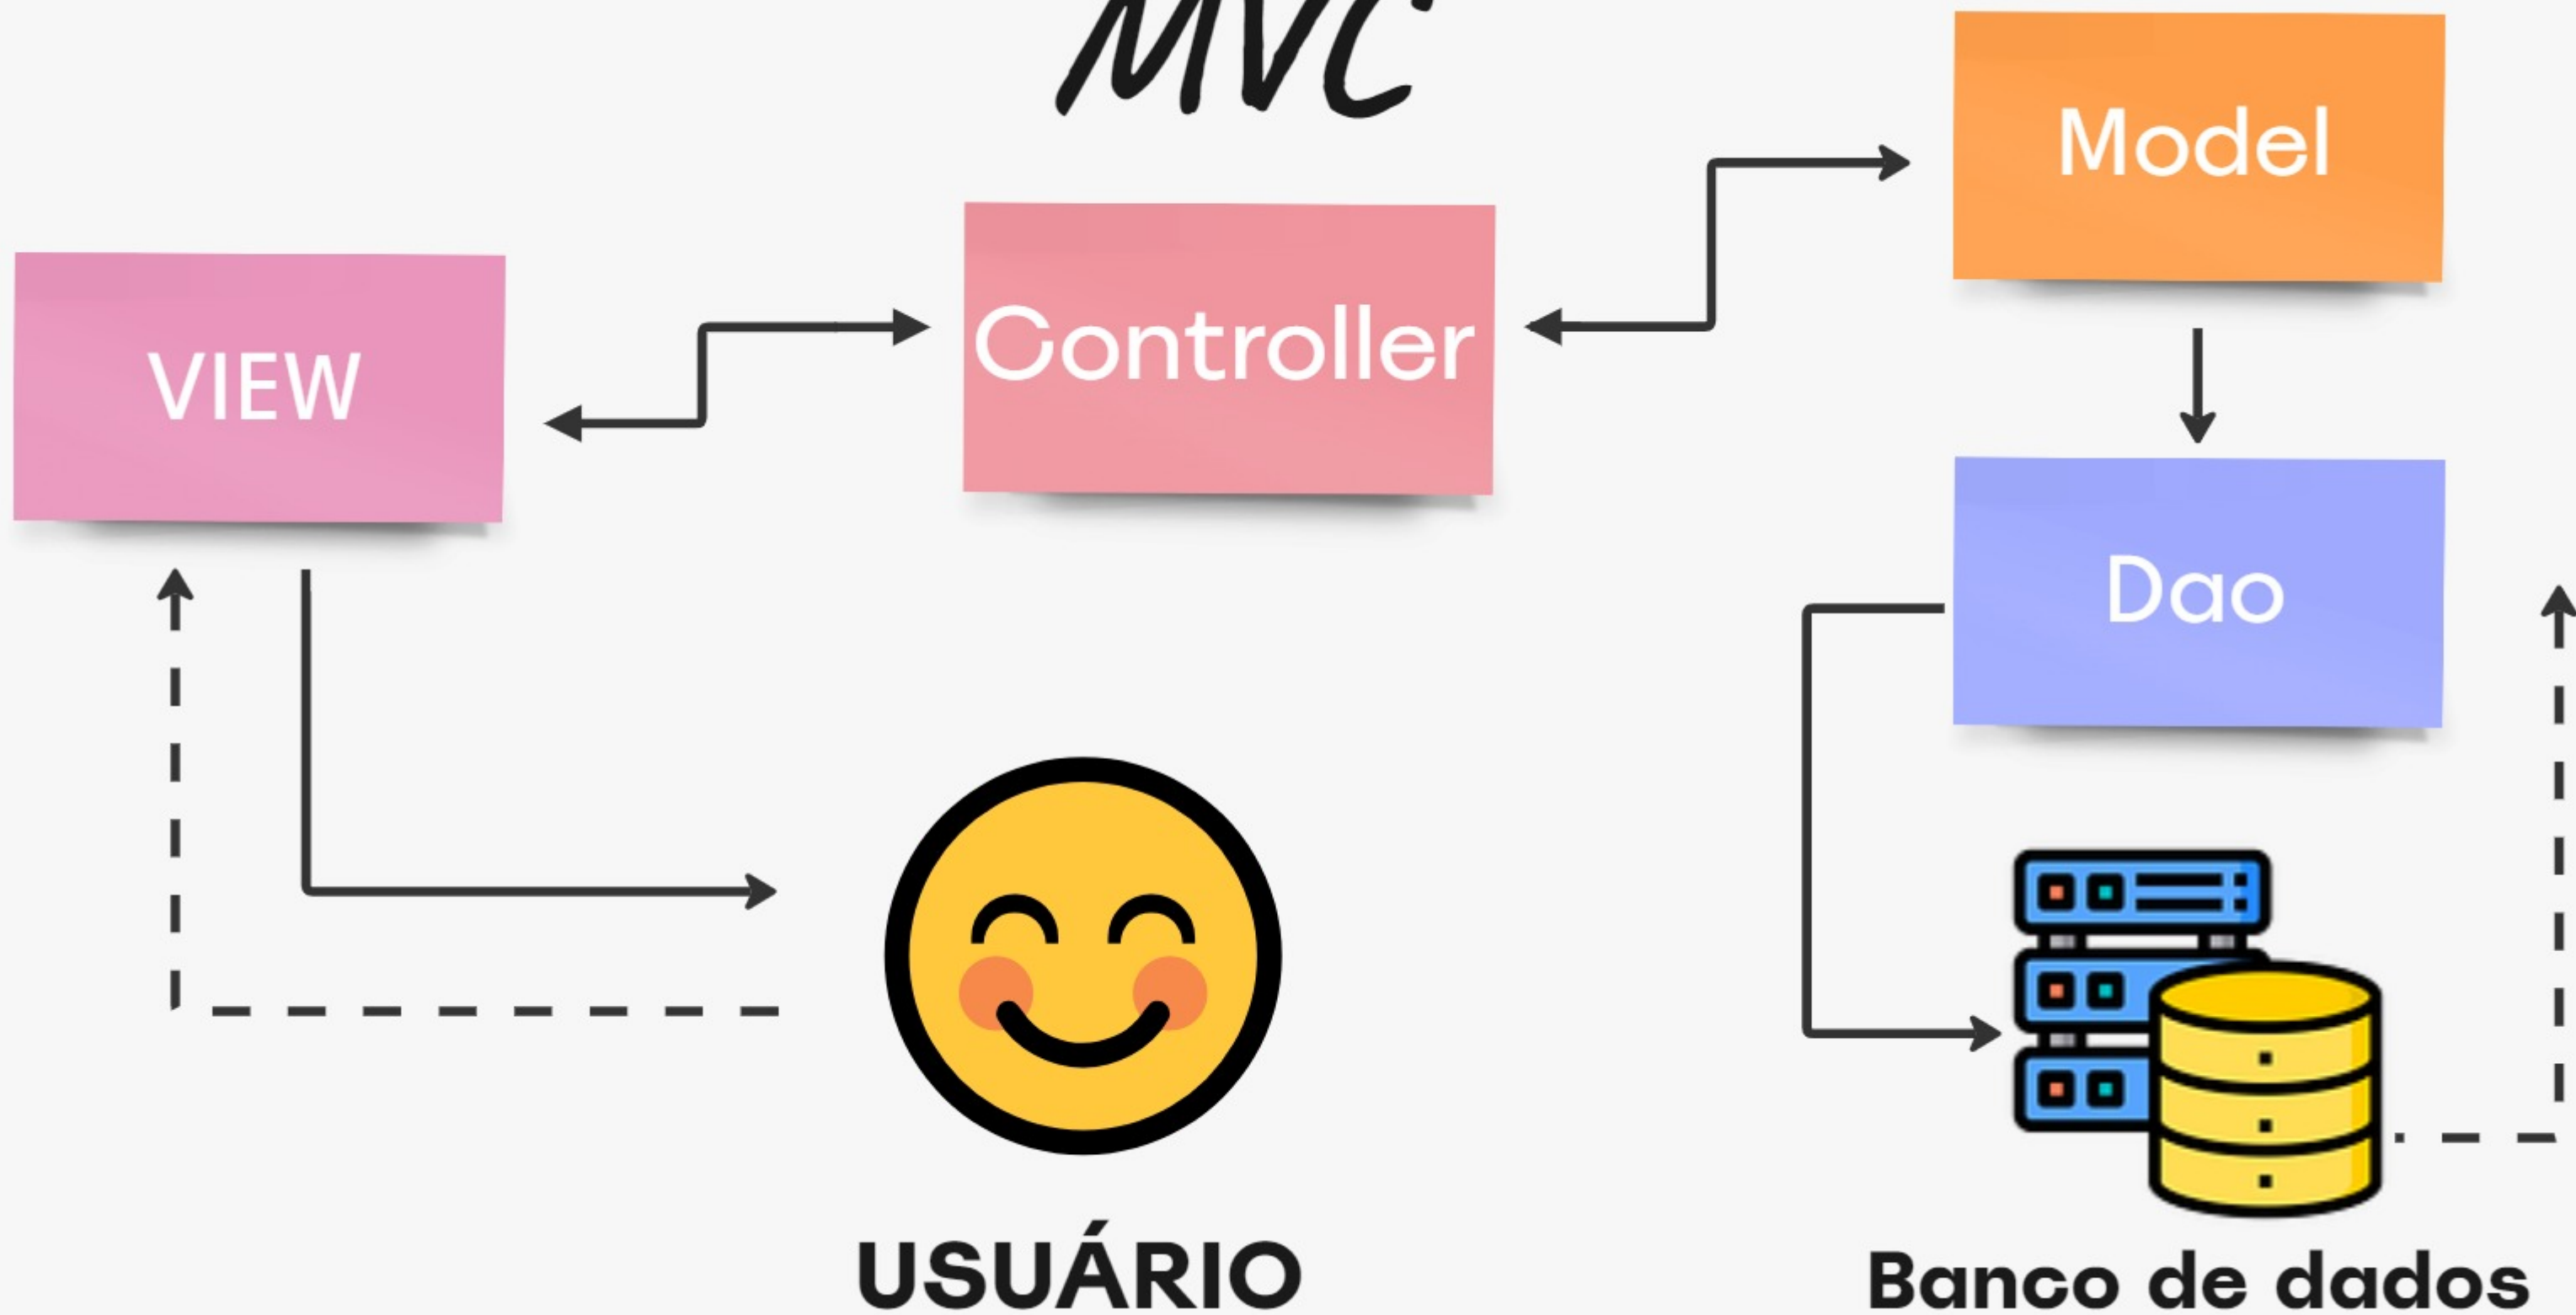 MVC
Model
Controller
VIEW
Dao
USUÁRIO
Banco de dados